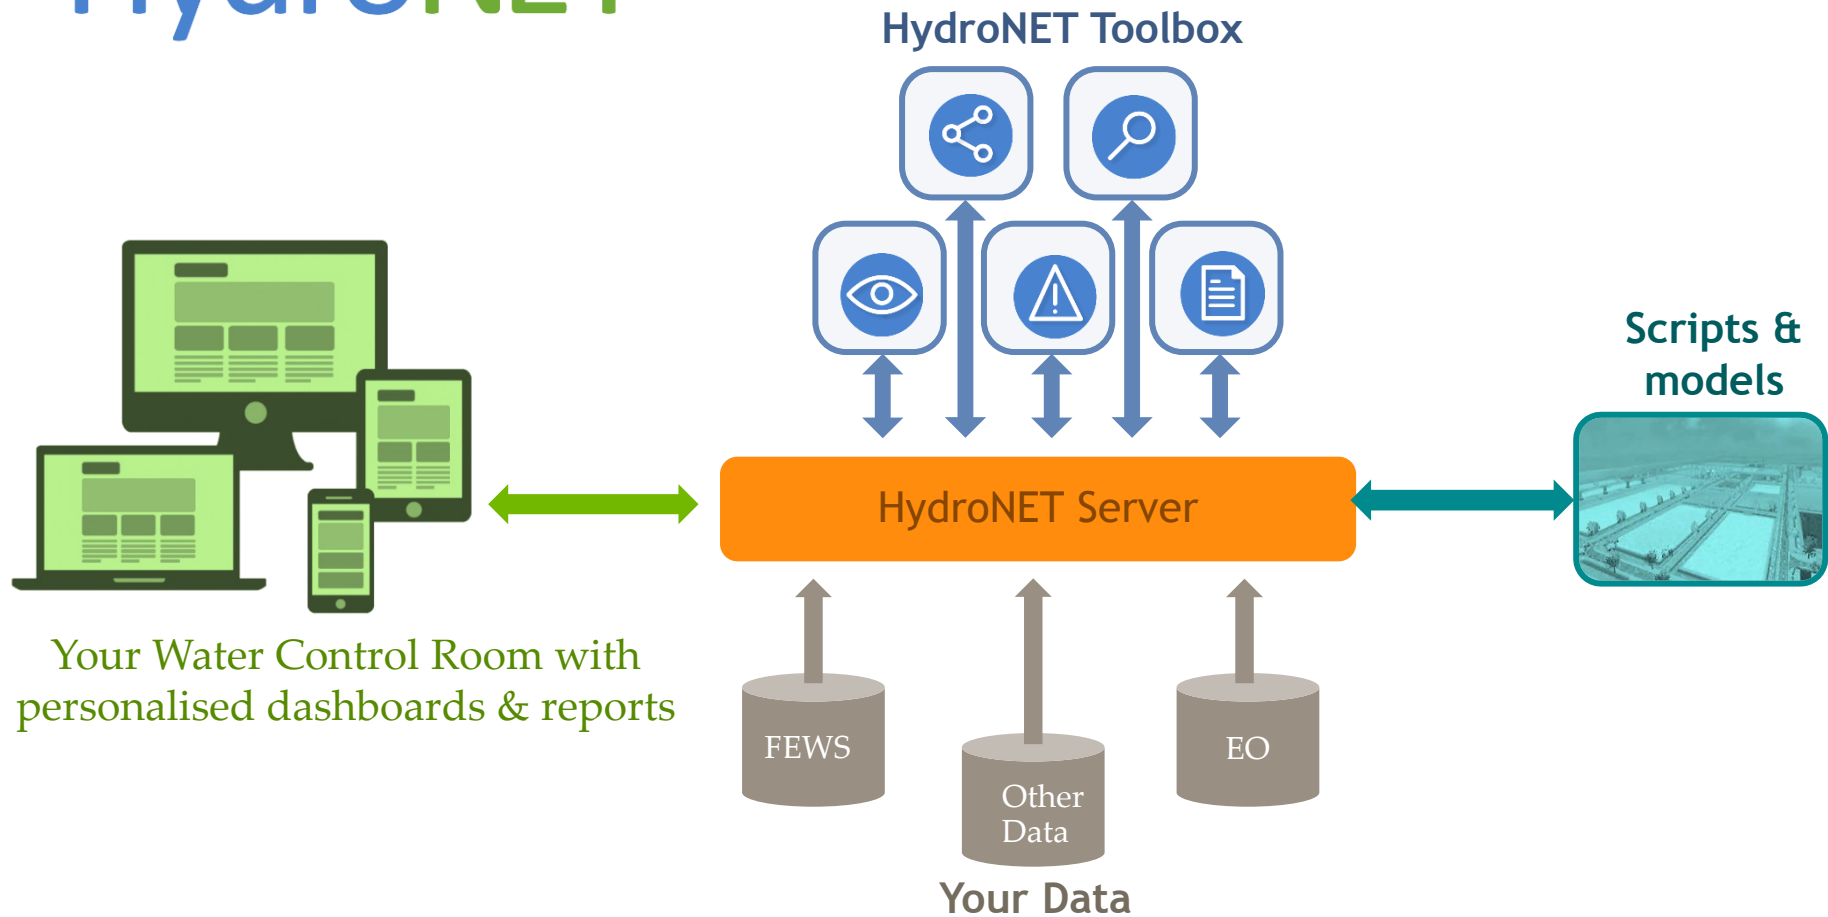 HydroNET
HydroNET Toolbox
Scripts &
models
HydroNET Server
Your Water Control Room with
personalised dashboards & reports
FEWS
Other
Data
EO
Your Data